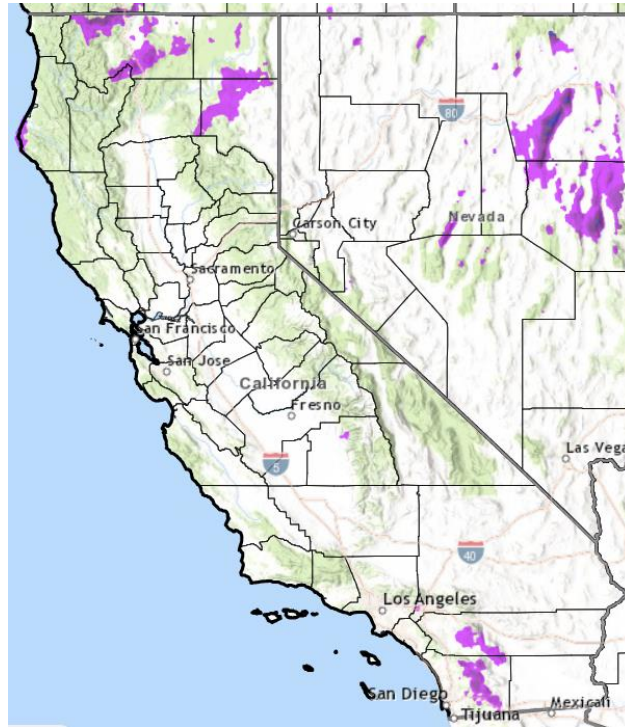 80
Nevada
Carson City
Sacramento
San Francisco
San Jose
California
Fresno
5
Las Vega
40
Los Angeles
San Diego
Tijuana
Mexicali